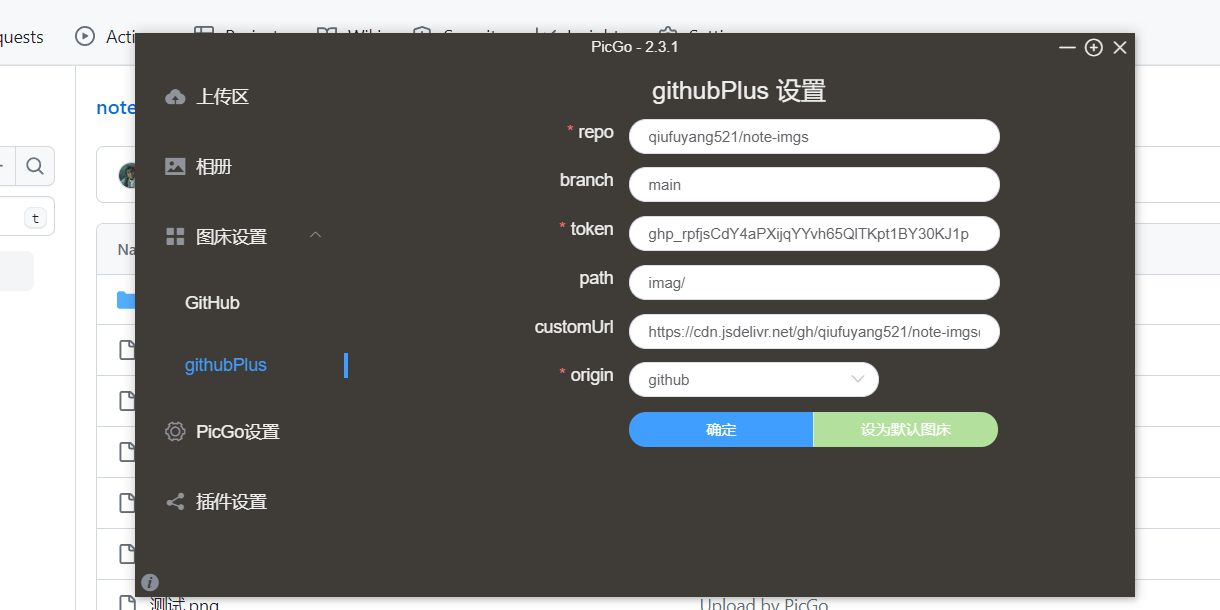 quests
Acti
PicGo - 2.3.1
上传区
githubPlus 设置
note
* repo
qiufuyang521/note-imgs
相册
branch
main
t
图床设置
* token
path
imag/
GitHub
customUrl
https://cdn.jsdelivr.net/gh/qiufuyang521/note-imgs
githubPlus
* origin
github
PicGo设置
确定
设为默认图床
插件设置
测试.png
Upload by PicGo